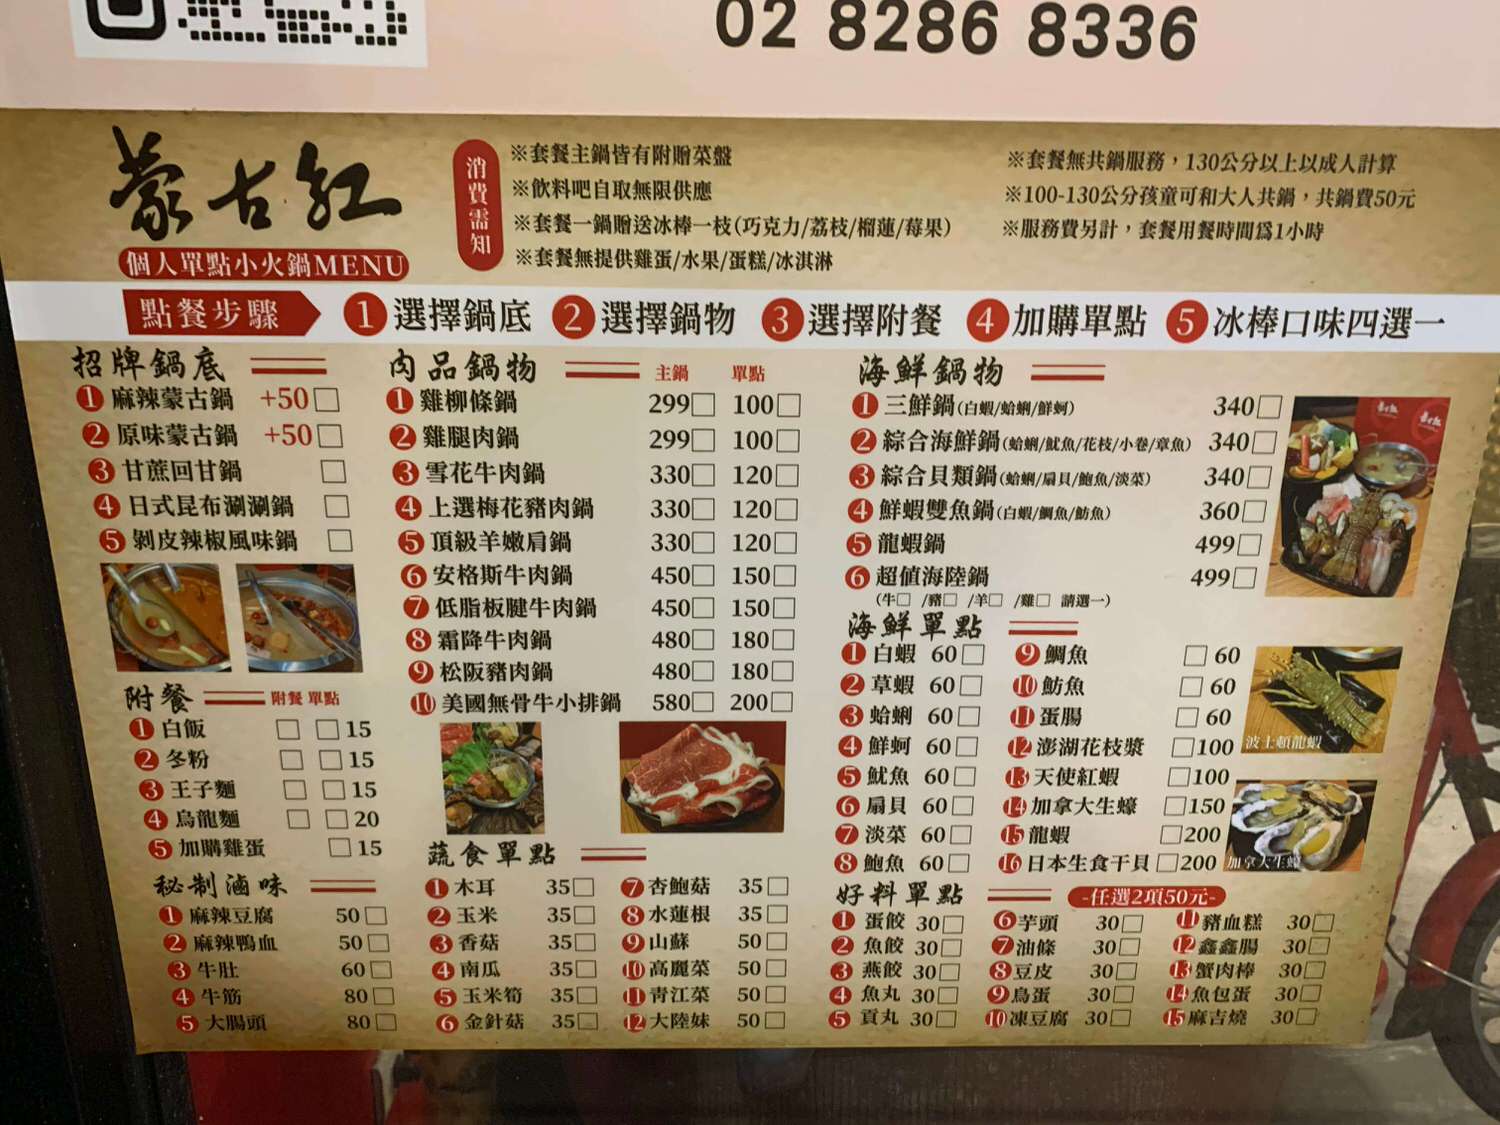 02 8286 8336
蒙古紅
個人單點小火鍋MENU
消費需知
※套餐主鍋皆有附贈菜盤
※飲料吧自取無限供應
※套餐一鍋贈送冰棒一枝(巧克力/荔枝/榴蓮/莓果)
※套餐無提供雞蛋/水果/蛋糕/冰淇淋
※套餐無共鍋服務，130公分以上以成人計算
※100-130公分孩童可和大人共鍋，共鍋費50元
※服務費另計，套餐用餐時間為1小時
點餐步驟 1 選擇鍋底 2 選擇鍋物 3 選擇附餐 4 加購單點 5 冰棒口味四選一
招牌鍋底
1 麻辣蒙古鍋 +50□
2 原味蒙古鍋 +50□
3 甘蔗回甘鍋 □
4 日式昆布涮涮鍋 □
5 剝皮辣椒風味鍋 □
附餐 附餐 單點
1 白飯 □ □15
2 冬粉 □ □15
3 王子麵 □ □15
4 烏龍麵 □ □20
5 加購雞蛋 □15
秘制滷味
1 麻辣豆腐 50□
2 麻辣鴨血 50□
3 牛肚 60□
4 牛筋 80□
5 大腸頭 80□
肉品鍋物 主鍋 單點
1 雞柳條鍋 299□ 100□
2 雞腿肉鍋 299□ 100□
3 雪花牛肉鍋 330□ 120□
4 上選梅花豬肉鍋 330□ 120□
5 頂級羊嫩肩鍋 330□ 120□
6 安格斯牛肉鍋 450□ 150□
7 低脂板腱牛肉鍋 450□ 150□
8 霜降牛肉鍋 480□ 180□
9 松阪豬肉鍋 480□ 180□
10 美國無骨牛小排鍋 580□ 200□
蔬食單點
1 木耳 35□ 7 杏鮑菇 35□
2 玉米 35□ 8 水蓮根 35□
3 香菇 35□ 9 山蘇 50□
4 南瓜 35□ 10 高麗菜 50□
5 玉米筍 35□ 11 青江菜 50□
6 金針菇 35□ 12 大陸妹 50□
海鮮鍋物
1 三鮮鍋(白蝦/蛤蜊/鮮蚵) 340□
2 綜合海鮮鍋(蛤蜊/魷魚/花枝/小卷/章魚) 340□
3 綜合貝類鍋(蛤蜊/扇貝/鮑魚/淡菜) 340□
4 鮮蝦雙魚鍋(白蝦/鯛魚/魴魚) 360□
5 龍蝦鍋 499□
6 超值海陸鍋 499□
(牛□ /豬□ /羊□ /雞□ 請選一)
海鮮單點
1 白蝦 60□ 9 鯛魚 □ 60
2 草蝦 60□ 10 魴魚 □ 60
3 蛤蜊 60□ 11 蛋腸 □ 60
4 鮮蚵 60□ 12 澎湖花枝漿 □100
5 魷魚 60□ 13 天使紅蝦 □100
6 扇貝 60□ 14 加拿大生蠔 □150
7 淡菜 60□ 15 龍蝦 □200
8 鮑魚 60□ 16 日本生食干貝 □200
波士頓龍蝦
加拿大生蠔
好料單點 -任選2項50元-
1 蛋餃 30□ 6 芋頭 30□ 11 豬血糕 30□
2 魚餃 30□ 7 油條 30□ 12 鑫鑫腸 30□
3 燕餃 30□ 8 豆皮 30□ 13 蟹肉棒 30□
4 魚丸 30□ 9 鳥蛋 30□ 14 魚包蛋 30□
5 貢丸 30□ 10 凍豆腐 30□ 15 麻吉燒 30□